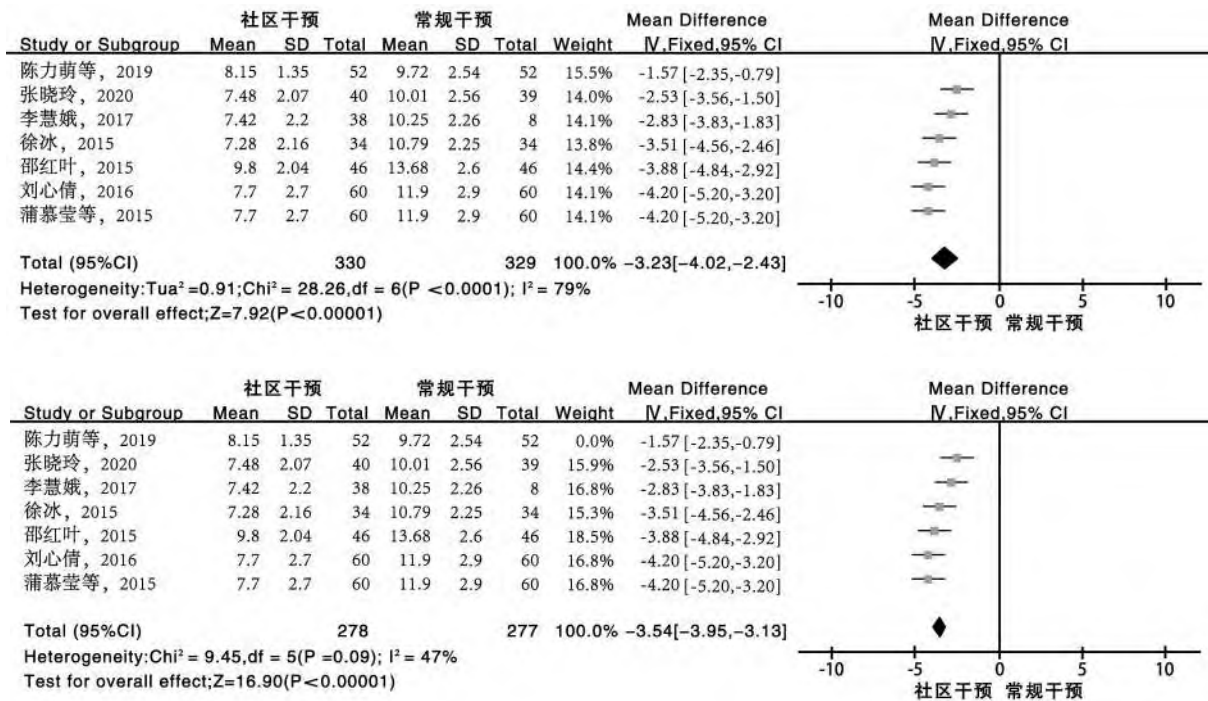 社区干预 常规干预 Mean Difference Mean Difference
Study or Subgroup Mean SD Total Mean SD Total Weight IV,Fixed,95% CI IV,Fixed,95% CI
陈力萌等，2019 8.15 1.35 52 9.72 2.54 52 15.5% -1.57 [-2.35,-0.79]
张晓玲，2020 7.48 2.07 40 10.01 2.56 39 14.0% -2.53 [-3.56,-1.50]
李慧娥，2017 7.42 2.2 38 10.25 2.26 8 14.1% -2.83 [-3.83,-1.83]
徐冰，2015 7.28 2.16 34 10.79 2.25 34 13.8% -3.51 [-4.56,-2.46]
邵红叶，2015 9.8 2.04 46 13.68 2.6 46 14.4% -3.88 [-4.84,-2.92]
刘心倩，2016 7.7 2.7 60 11.9 2.9 60 14.1% -4.20 [-5.20,-3.20]
蒲慕莹等，2015 7.7 2.7 60 11.9 2.9 60 14.1% -4.20 [-5.20,-3.20]
Total (95%CI) 330 329 100.0% -3.23[-4.02,-2.43]
Heterogeneity:Tua²=0.91;Chi² = 28.26,df = 6(P <0.0001); I² = 79%
Test for overall effect;Z=7.92(P<0.00001)
-10 -5 0 5 10
社区干预 常规干预
社区干预 常规干预 Mean Difference Mean Difference
Study or Subgroup Mean SD Total Mean SD Total Weight IV,Fixed,95% CI IV,Fixed,95% CI
陈力萌等，2019 8.15 1.35 52 9.72 2.54 52 0.0% -1.57 [-2.35,-0.79]
张晓玲，2020 7.48 2.07 40 10.01 2.56 39 15.9% -2.53 [-3.56,-1.50]
李慧娥，2017 7.42 2.2 38 10.25 2.26 8 16.8% -2.83 [-3.83,-1.83]
徐冰，2015 7.28 2.16 34 10.79 2.25 34 15.3% -3.51 [-4.56,-2.46]
邵红叶，2015 9.8 2.04 46 13.68 2.6 46 18.5% -3.88 [-4.84,-2.92]
刘心倩，2016 7.7 2.7 60 11.9 2.9 60 16.8% -4.20 [-5.20,-3.20]
蒲慕莹等，2015 7.7 2.7 60 11.9 2.9 60 16.8% -4.20 [-5.20,-3.20]
Total (95%CI) 278 277 100.0% -3.54[-3.95,-3.13]
Heterogeneity:Chi² = 9.45,df = 5(P =0.09); I² = 47%
Test for overall effect;Z=16.90(P<0.00001)
-10 -5 0 5 10
社区干预 常规干预